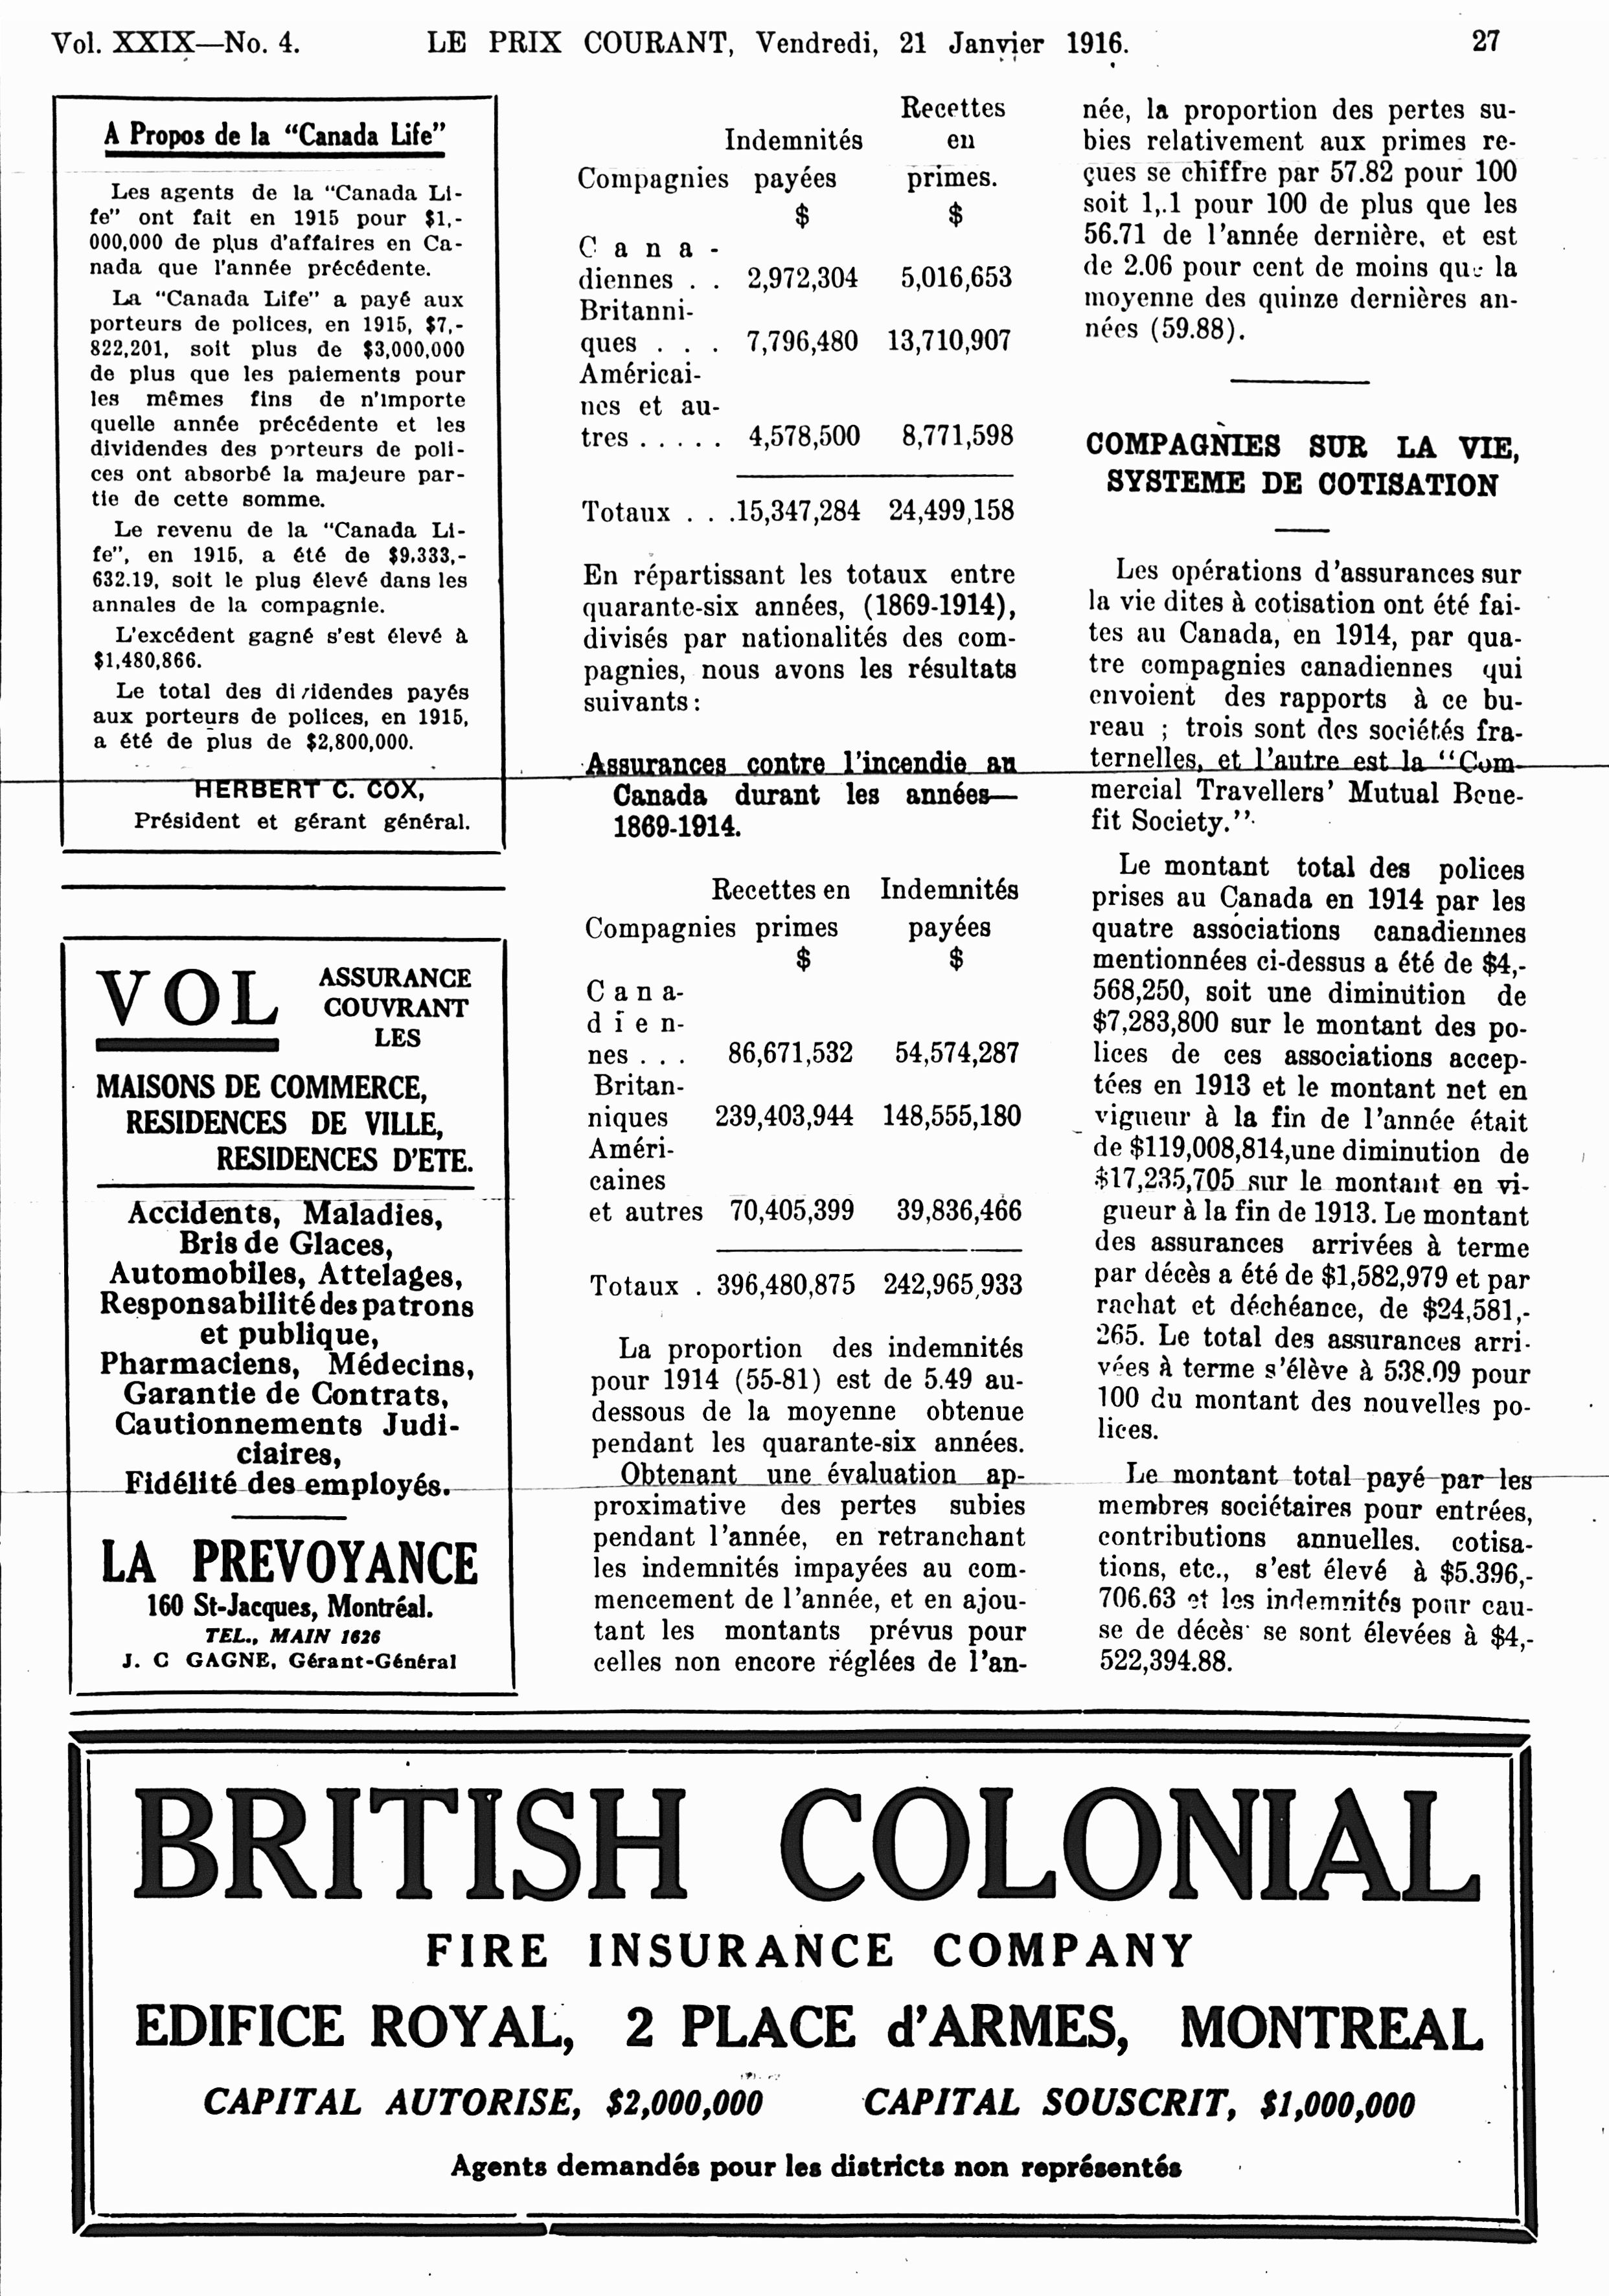 Vol. XXIX—No. 4. LE PRIX COURANT, Vendredi, 21 Janvier 1916. 27
A Propos de la “Canada Life”
Les agents de la “Canada Li-
fe” ont fait en 1915 pour $1,-
000,000 de plus d'affaires en Ca-
nada que l'année précédente.
La “Canada Life” a payé aux
porteurs de polices, en 1915, $7,-
822,201, soit plus de $3,000,000
de plus que les paiements pour
les mêmes fins de n'importe
quelle année précédente et les
dividendes des porteurs de poli-
ces ont absorbé la majeure par-
tie de cette somme.
Le revenu de la “Canada Li-
fe”, en 1915, a été de $9.333,-
632.19, soit le plus élevé dans les
annales de la compagnie.
L'excédent gagné s'est élevé à
$1,480,866.
Le total des dividendes payés
aux porteurs de polices, en 1915,
a été de plus de $2,800,000.
HERBERT C. COX,
Président et gérant général.
VOL ASSURANCE
COUVRANT
LES
MAISONS DE COMMERCE,
RESIDENCES DE VILLE,
RESIDENCES D'ETE.
Accidents, Maladies,
Bris de Glaces,
Automobiles, Attelages,
Responsabilité des patrons
et publique,
Pharmaciens, Médecins,
Garantie de Contrats,
Cautionnements Judi-
ciaires,
Fidélité des employés.
LA PREVOYANCE
160 St-Jacques, Montréal.
TEL., MAIN 1626
J. C GAGNE, Gérant-Général
Recettes
Indemnités en
Compagnies payées primes.
$ $
C a n a -
diennes . . 2,972,304 5,016,653
Britanni-
ques . . . 7,796,480 13,710,907
Américai-
nes et au-
tres . . . . . 4,578,500 8,771,598
Totaux . . .15,347,284 24,499,158
En répartissant les totaux entre
quarante-six années, (1869-1914),
divisés par nationalités des com-
pagnies, nous avons les résultats
suivants:
Assurances contre l'incendie au
Canada durant les années—
1869-1914.
Recettes en Indemnités
Compagnies primes payées
$ $
C a n a-
d i e n-
nes . . . 86,671,532 54,574,287
Britan-
niques 239,403,944 148,555,180
Améri-
caines
et autres 70,405,399 39,836,466
Totaux . 396,480,875 242,965,933
La proportion des indemnités
pour 1914 (55-81) est de 5.49 au-
dessous de la moyenne obtenue
pendant les quarante-six années.
Obtenant une évaluation ap-
proximative des pertes subies
pendant l'année, en retranchant
les indemnités impayées au com-
mencement de l'année, et en ajou-
tant les montants prévus pour
celles non encore réglées de l'an-
née, la proportion des pertes su-
bies relativement aux primes re-
çues se chiffre par 57.82 pour 100
soit 1,.1 pour 100 de plus que les
56.71 de l'année dernière, et est
de 2.06 pour cent de moins que la
moyenne des quinze dernières an-
nées (59.88).
COMPAGNIES SUR LA VIE,
SYSTEME DE COTISATION
Les opérations d'assurances sur
la vie dites à cotisation ont été fai-
tes au Canada, en 1914, par qua-
tre compagnies canadiennes qui
envoient des rapports à ce bu-
reau ; trois sont des sociétés fra-
ternelles, et l'autre est la “Com-
mercial Travellers' Mutual Bene-
fit Society.”
Le montant total des polices
prises au Canada en 1914 par les
quatre associations canadiennes
mentionnées ci-dessus a été de $4,-
568,250, soit une diminution de
$7,283,800 sur le montant des po-
lices de ces associations accep-
tées en 1913 et le montant net en
vigueur à la fin de l'année était
de $119,008,814,une diminution de
$17,235,705 sur le montant en vi-
gueur à la fin de 1913. Le montant
des assurances arrivées à terme
par décès a été de $1,582,979 et par
rachat et déchéance, de $24,581,-
265. Le total des assurances arri-
vées à terme s'élève à 538.09 pour
100 du montant des nouvelles po-
lices.
Le montant total payé par les
membres sociétaires pour entrées,
contributions annuelles. cotisa-
tions, etc., s'est élevé à $5.396,-
706.63 et les indemnités pour cau-
se de décès se sont élevées à $4,-
522,394.88.
BRITISH COLONIAL
FIRE INSURANCE COMPANY
EDIFICE ROYAL, 2 PLACE d'ARMES, MONTREAL
CAPITAL AUTORISE, $2,000,000 CAPITAL SOUSCRIT, $1,000,000
Agents demandés pour les districts non représentés